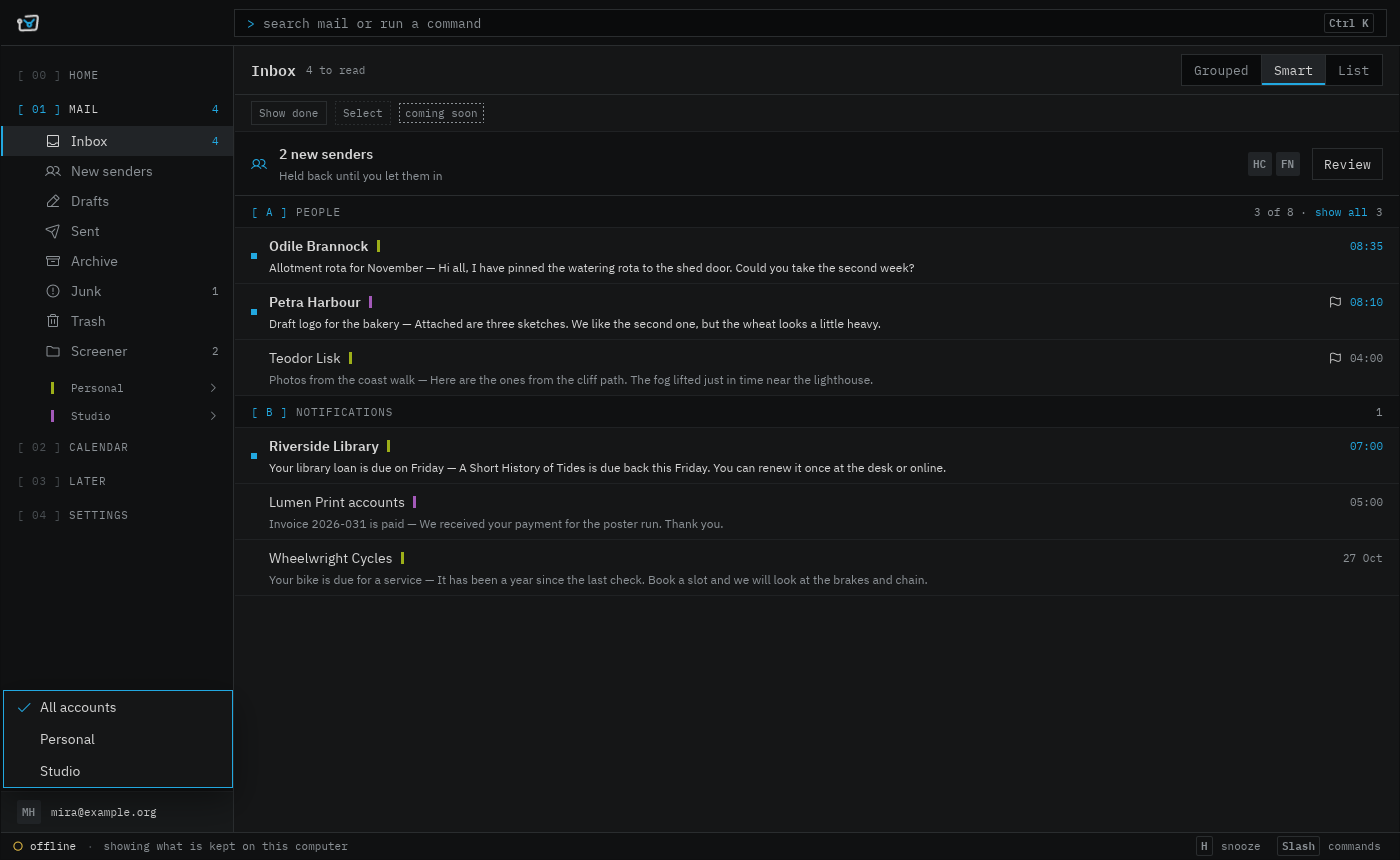 > search mail or run a command
Ctrl K
[ 00 ] HOME
[ 01 ] MAIL 4
Inbox 4
New senders
Drafts
Sent
Archive
Junk 1
Trash
Screener 2
Personal
Studio
[ 02 ] CALENDAR
[ 03 ] LATER
[ 04 ] SETTINGS
All accounts
Personal
Studio
MH mira@example.org
Inbox 4 to read
Grouped Smart List
Show done Select coming soon
2 new senders
Held back until you let them in
HC FN Review
[ A ] PEOPLE 3 of 8 · show all 3
Odile Brannock 08:35
Allotment rota for November — Hi all, I have pinned the watering rota to the shed door. Could you take the second week?
Petra Harbour 08:10
Draft logo for the bakery — Attached are three sketches. We like the second one, but the wheat looks a little heavy.
Teodor Lisk 04:00
Photos from the coast walk — Here are the ones from the cliff path. The fog lifted just in time near the lighthouse.
[ B ] NOTIFICATIONS 1
Riverside Library 07:00
Your library loan is due on Friday — A Short History of Tides is due back this Friday. You can renew it once at the desk or online.
Lumen Print accounts 05:00
Invoice 2026-031 is paid — We received your payment for the poster run. Thank you.
Wheelwright Cycles 27 Oct
Your bike is due for a service — It has been a year since the last check. Book a slot and we will look at the brakes and chain.
offline · showing what is kept on this computer
H snooze Slash commands